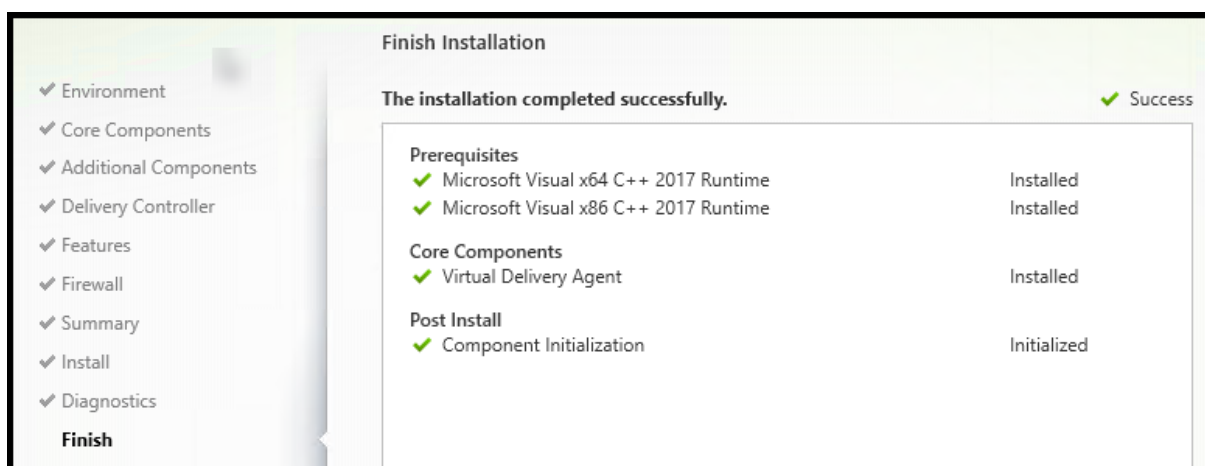 Environment
Core Components
Additional Components
Delivery Controller
Features
Firewall
Summary
Install
Diagnostics
Finish
Finish Installation
The installation completed successfully. Success
Prerequisites
Microsoft Visual x64 C++ 2017 Runtime Installed
Microsoft Visual x86 C++ 2017 Runtime Installed
Core Components
Virtual Delivery Agent Installed
Post Install
Component Initialization Initialized